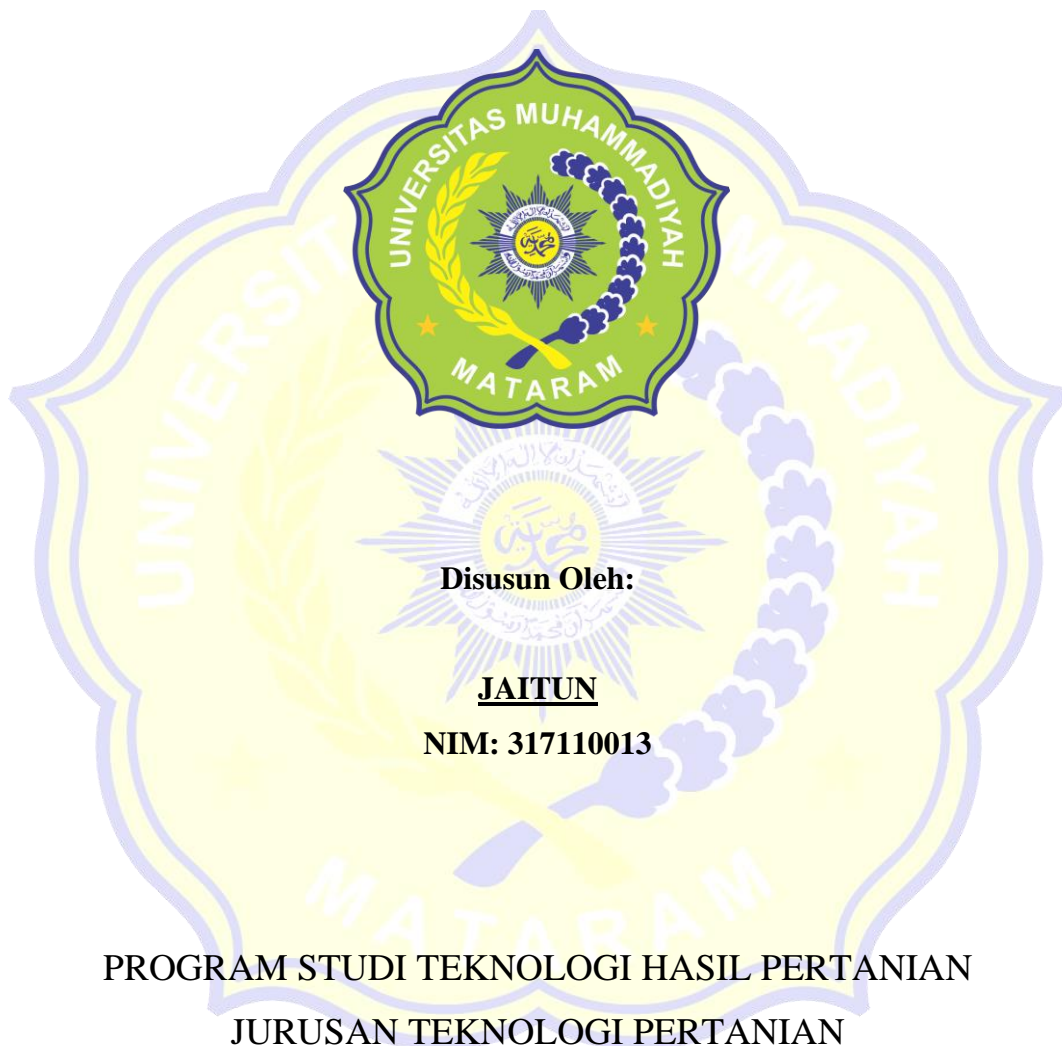 UNIVERSITAS MUHAMMADIYAH
MATARAM
Disusun Oleh:
JAITUN
NIM: 317110013
PROGRAM STUDI TEKNOLOGI HASIL PERTANIAN
JURUSAN TEKNOLOGI PERTANIAN